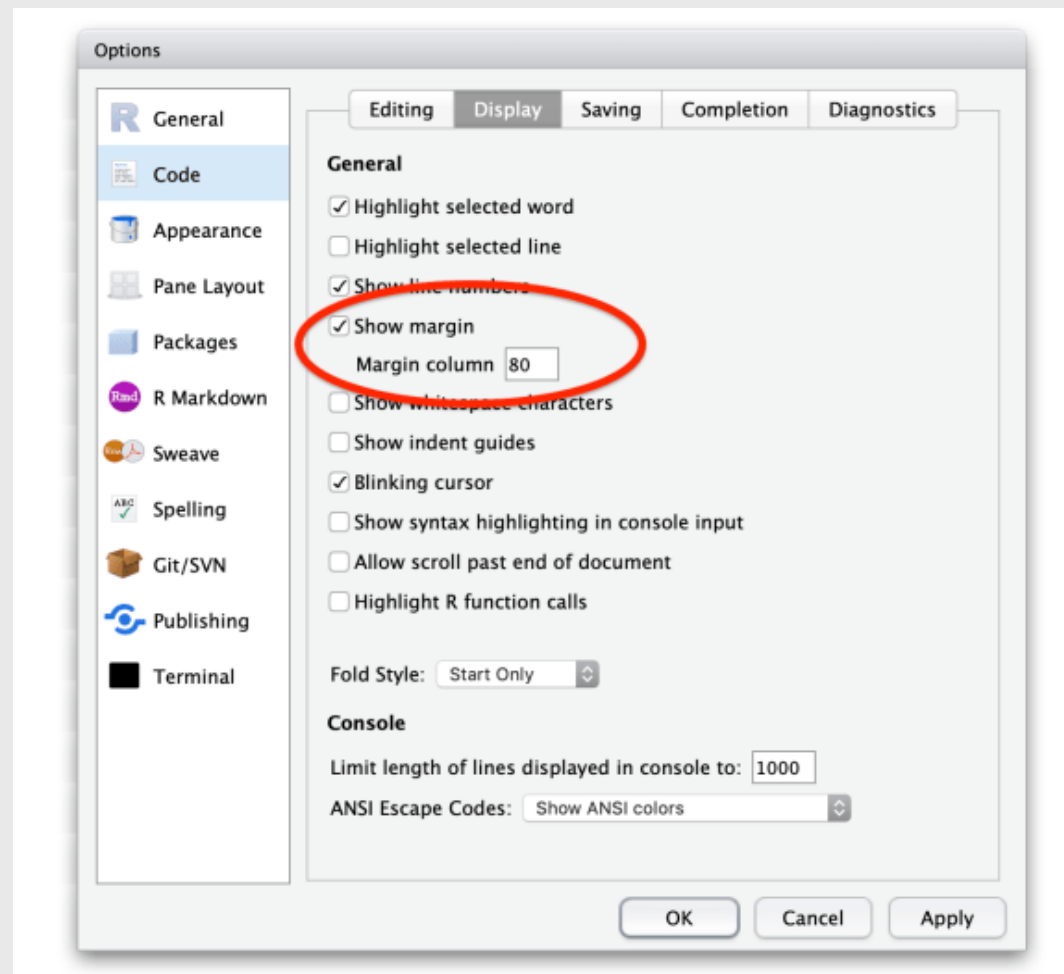 Options
General
Code
Appearance
Pane Layout
Packages
Rmd R Markdown
Sweave
ABC Spelling
Git/SVN
Publishing
Terminal
Editing Display Saving Completion Diagnostics
General
Highlight selected word
Highlight selected line
Show line numbers
Show margin
Margin column 80
Show whitespace characters
Show indent guides
Blinking cursor
Show syntax highlighting in console input
Allow scroll past end of document
Highlight R function calls
Fold Style: Start Only
Console
Limit length of lines displayed in console to: 1000
ANSI Escape Codes: Show ANSI colors
OK Cancel Apply